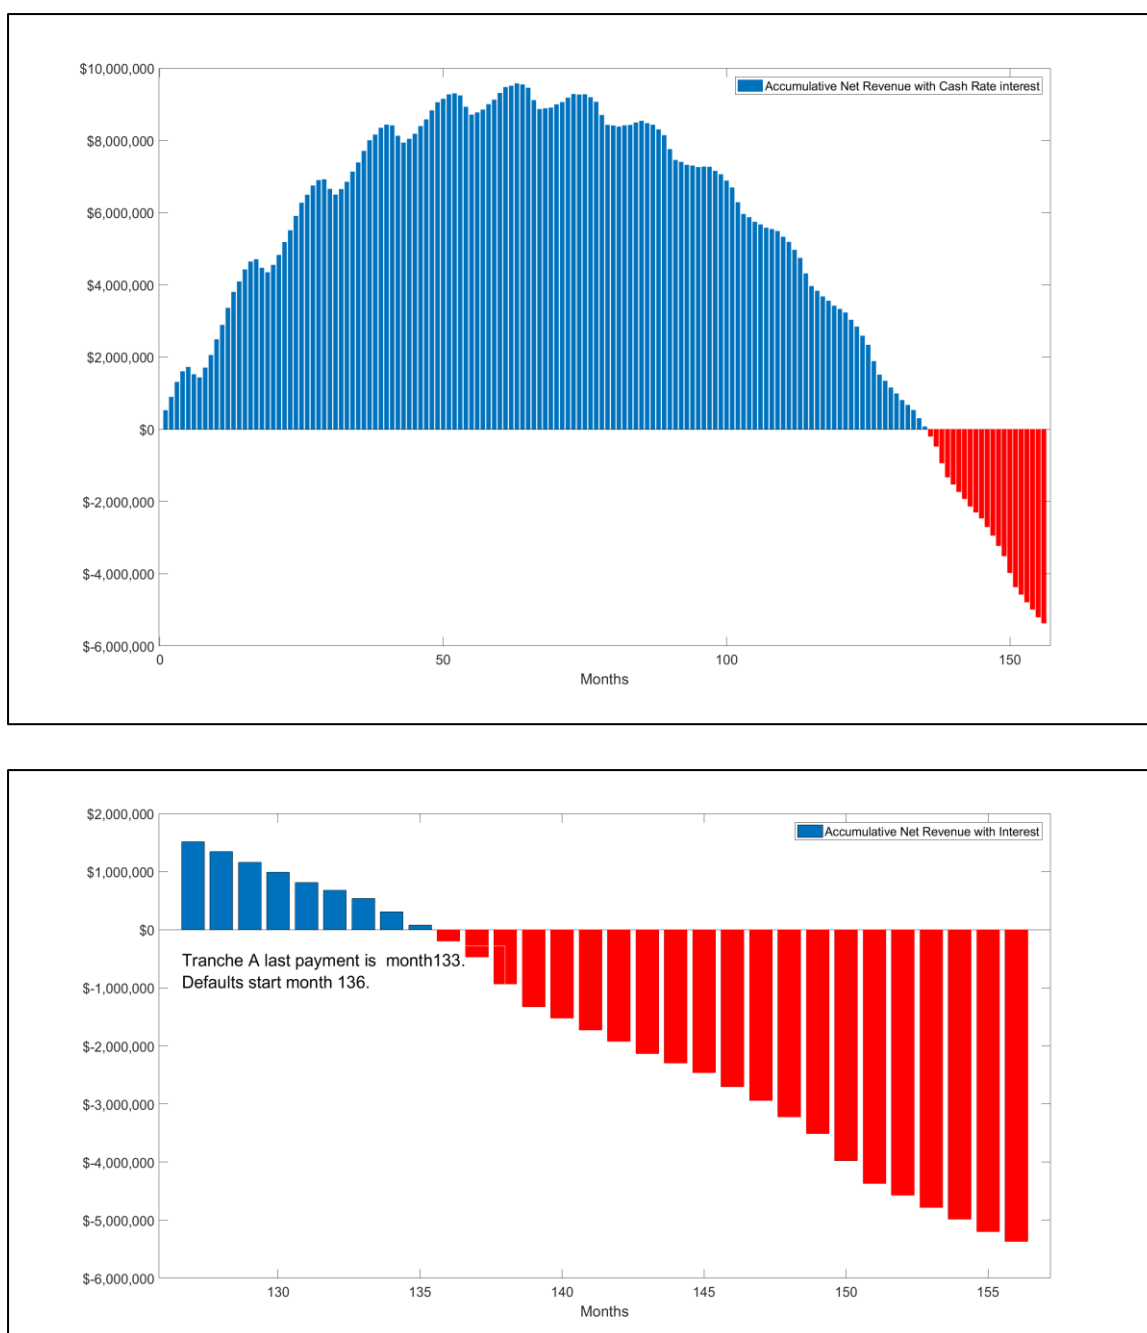 $10,000,000
Accumulative Net Revenue with Cash Rate interest
$8,000,000
$6,000,000
$4,000,000
$2,000,000
$0
$-2,000,000
$-4,000,000
$-6,000,000
0 50 100 150
Months
$2,000,000
Accumulative Net Revenue with Interest
$1,000,000
$0
Tranche A last payment is  month133.
Defaults start month 136.
$-1,000,000
$-2,000,000
$-3,000,000
$-4,000,000
$-5,000,000
$-6,000,000
130 135 140 145 150 155
Months